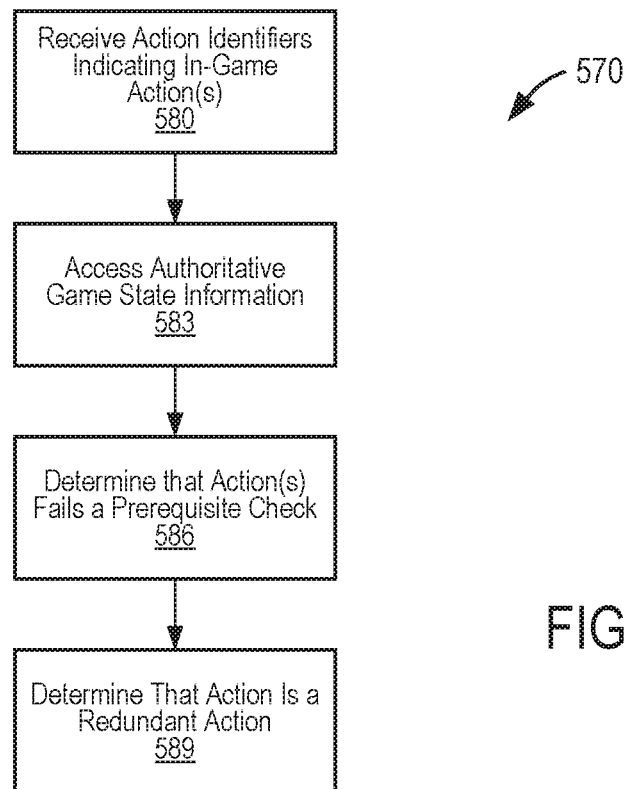 Receive Action Identifiers
Indicating In-Game
Action(s)
580
570
Access Authoritative
Game State Information
583
Determine that Action(s)
Fails a Prerequisite Check
586
FIG
Determine That Action Is a
Redundant Action
589